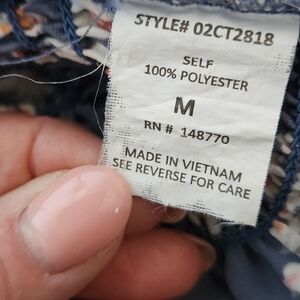 STYLE# 02CT2818
SELF
100% POLYESTER
M
RN # 148770
MADE IN VIETNAM
SEE REVERSE FOR CARE